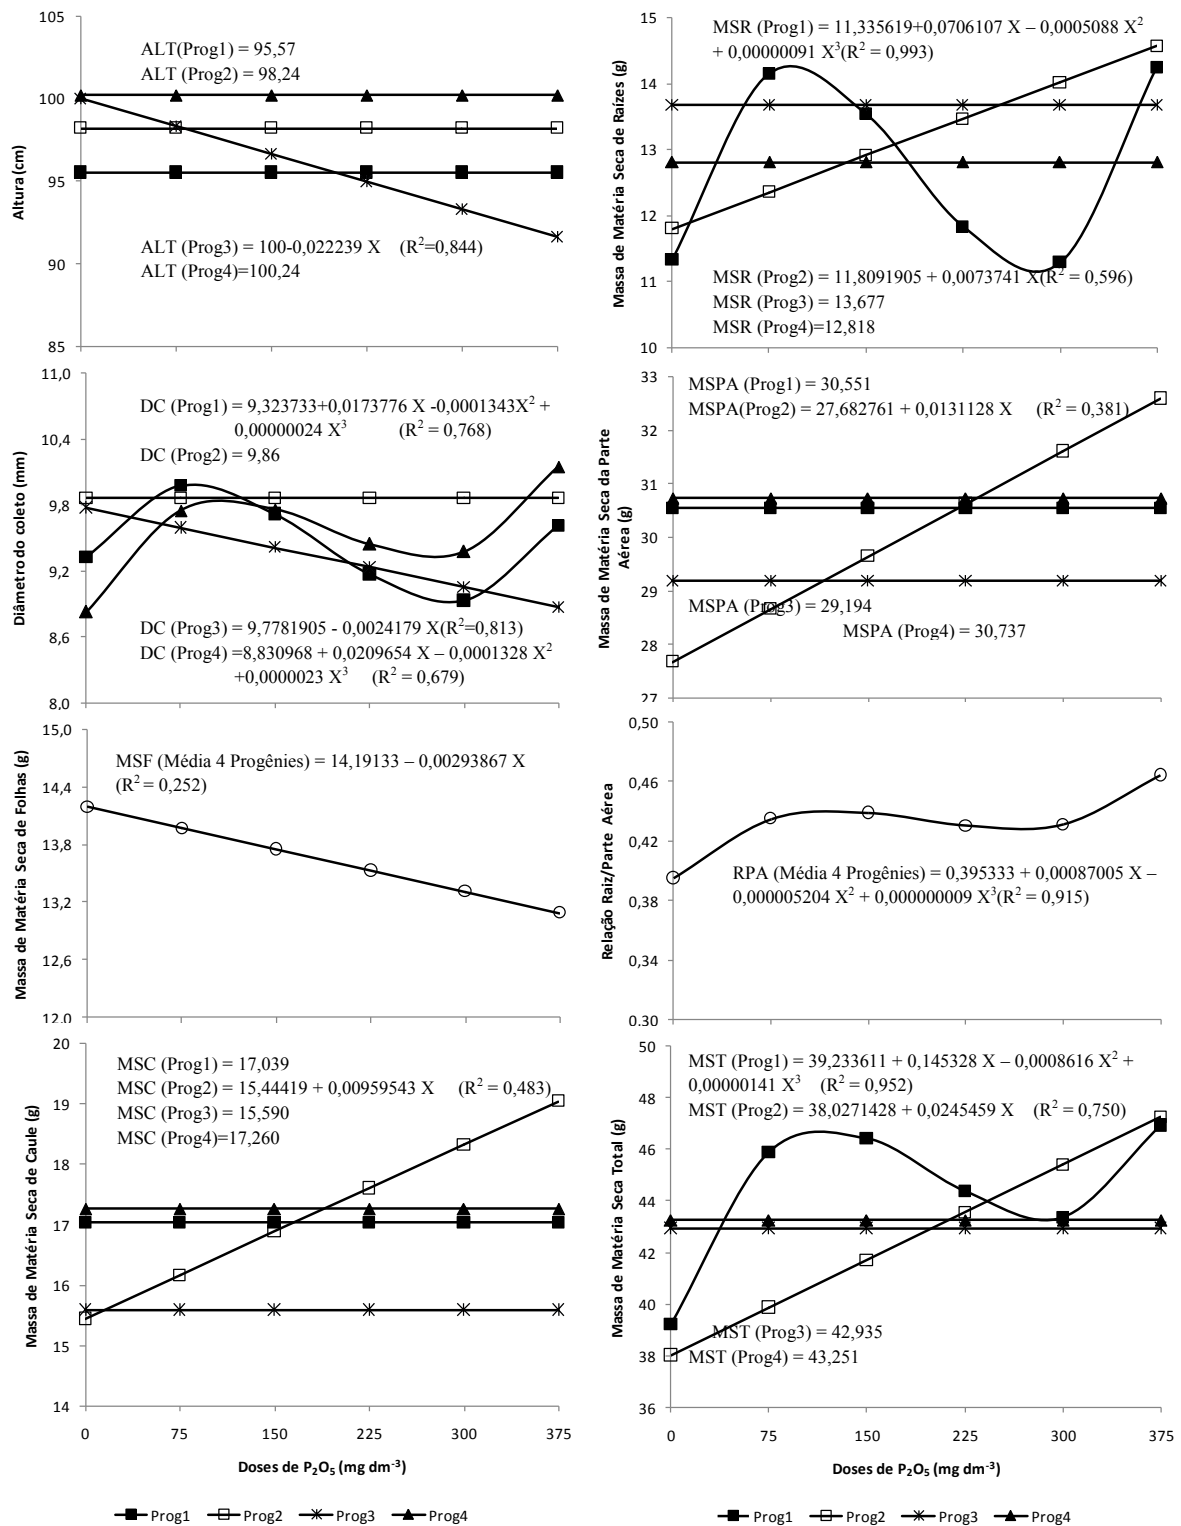 105
100
95
90
85
Altura (cm)
ALT(Prog1) = 95,57
ALT (Prog2) = 98,24
ALT (Prog3) = 100-0,022239 X (R²=0,844)
ALT (Prog4)=100,24
15
14
13
12
11
10
Massa de Matéria Seca de Raízes (g)
MSR (Prog1) = 11,335619+0,0706107 X – 0,0005088 X²
+ 0,00000091 X³(R² = 0,993)
MSR (Prog2) = 11,8091905 + 0,0073741 X(R² = 0,596)
MSR (Prog3) = 13,677
MSR (Prog4)=12,818
11,0
10,4
9,8
9,2
8,6
8,0
Diâmetro do coleto (mm)
DC (Prog1) = 9,323733+0,0173776 X -0,0001343X² +
0,00000024 X³ (R² = 0,768)
DC (Prog2) = 9,86
DC (Prog3) = 9,7781905 - 0,0024179 X(R²=0,813)
DC (Prog4) =8,830968 + 0,0209654 X – 0,0001328 X²
+0,0000023 X³ (R² = 0,679)
33
32
31
30
29
28
27
Massa de Matéria Seca da Parte
Aérea (g)
MSPA (Prog1) = 30,551
MSPA(Prog2) = 27,682761 + 0,0131128 X (R² = 0,381)
MSPA (Prog3) = 29,194
MSPA (Prog4) = 30,737
15,0
14,4
13,8
13,2
12,6
12,0
Massa de Matéria Seca de Folhas (g)
MSF (Média 4 Progênies) = 14,19133 – 0,00293867 X
(R² = 0,252)
0,50
0,46
0,42
0,38
0,34
0,30
Relação Raiz/Parte Aérea
RPA (Média 4 Progênies) = 0,395333 + 0,00087005 X –
0,000005204 X² + 0,000000009 X³(R² = 0,915)
20
19
18
17
16
15
14
Massa de Matéria Seca de Caule (g)
MSC (Prog1) = 17,039
MSC (Prog2) = 15,44419 + 0,00959543 X (R² = 0,483)
MSC (Prog3) = 15,590
MSC (Prog4)=17,260
0 75 150 225 300 375
Doses de P₂O₅ (mg dm⁻³)
Prog1 Prog2 Prog3 Prog4
50
48
46
44
42
40
38
36
Massa de Matéria Seca Total (g)
MST (Prog1) = 39,233611 + 0,145328 X – 0,0008616 X² +
0,00000141 X³ (R² = 0,952)
MST (Prog2) = 38,0271428 + 0,0245459 X (R² = 0,750)
MST (Prog3) = 42,935
MST (Prog4) = 43,251
0 75 150 225 300 375
Doses de P₂O₅ (mg dm⁻³)
Prog1 Prog2 Prog3 Prog4